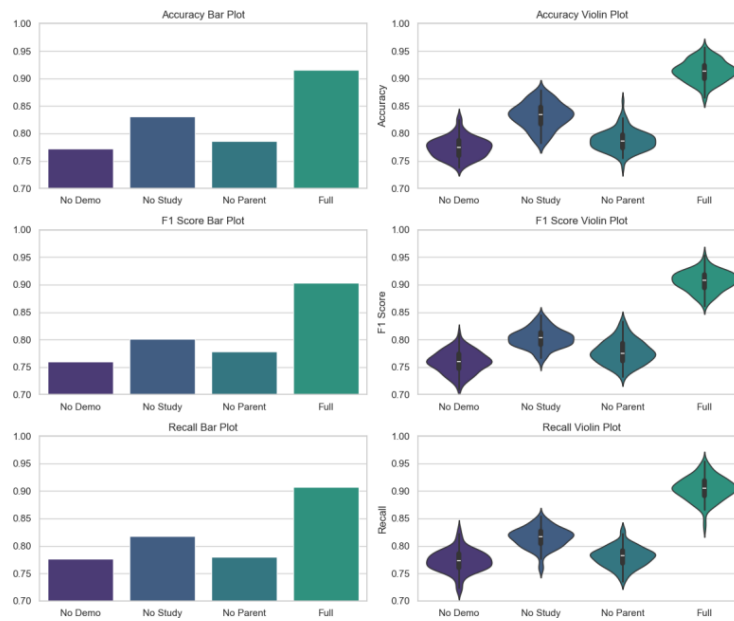 Accuracy Bar Plot
1.00
0.95
0.90
0.85
0.80
0.75
0.70
No Demo No Study No Parent Full
Accuracy Violin Plot
1.00
0.95
0.90
0.85
0.80
0.75
0.70
Accuracy
No Demo No Study No Parent Full
F1 Score Bar Plot
1.00
0.95
0.90
0.85
0.80
0.75
0.70
No Demo No Study No Parent Full
F1 Score Violin Plot
1.00
0.95
0.90
0.85
0.80
0.75
0.70
F1 Score
No Demo No Study No Parent Full
Recall Bar Plot
1.00
0.95
0.90
0.85
0.80
0.75
0.70
No Demo No Study No Parent Full
Recall Violin Plot
1.00
0.95
0.90
0.85
0.80
0.75
0.70
Recall
No Demo No Study No Parent Full